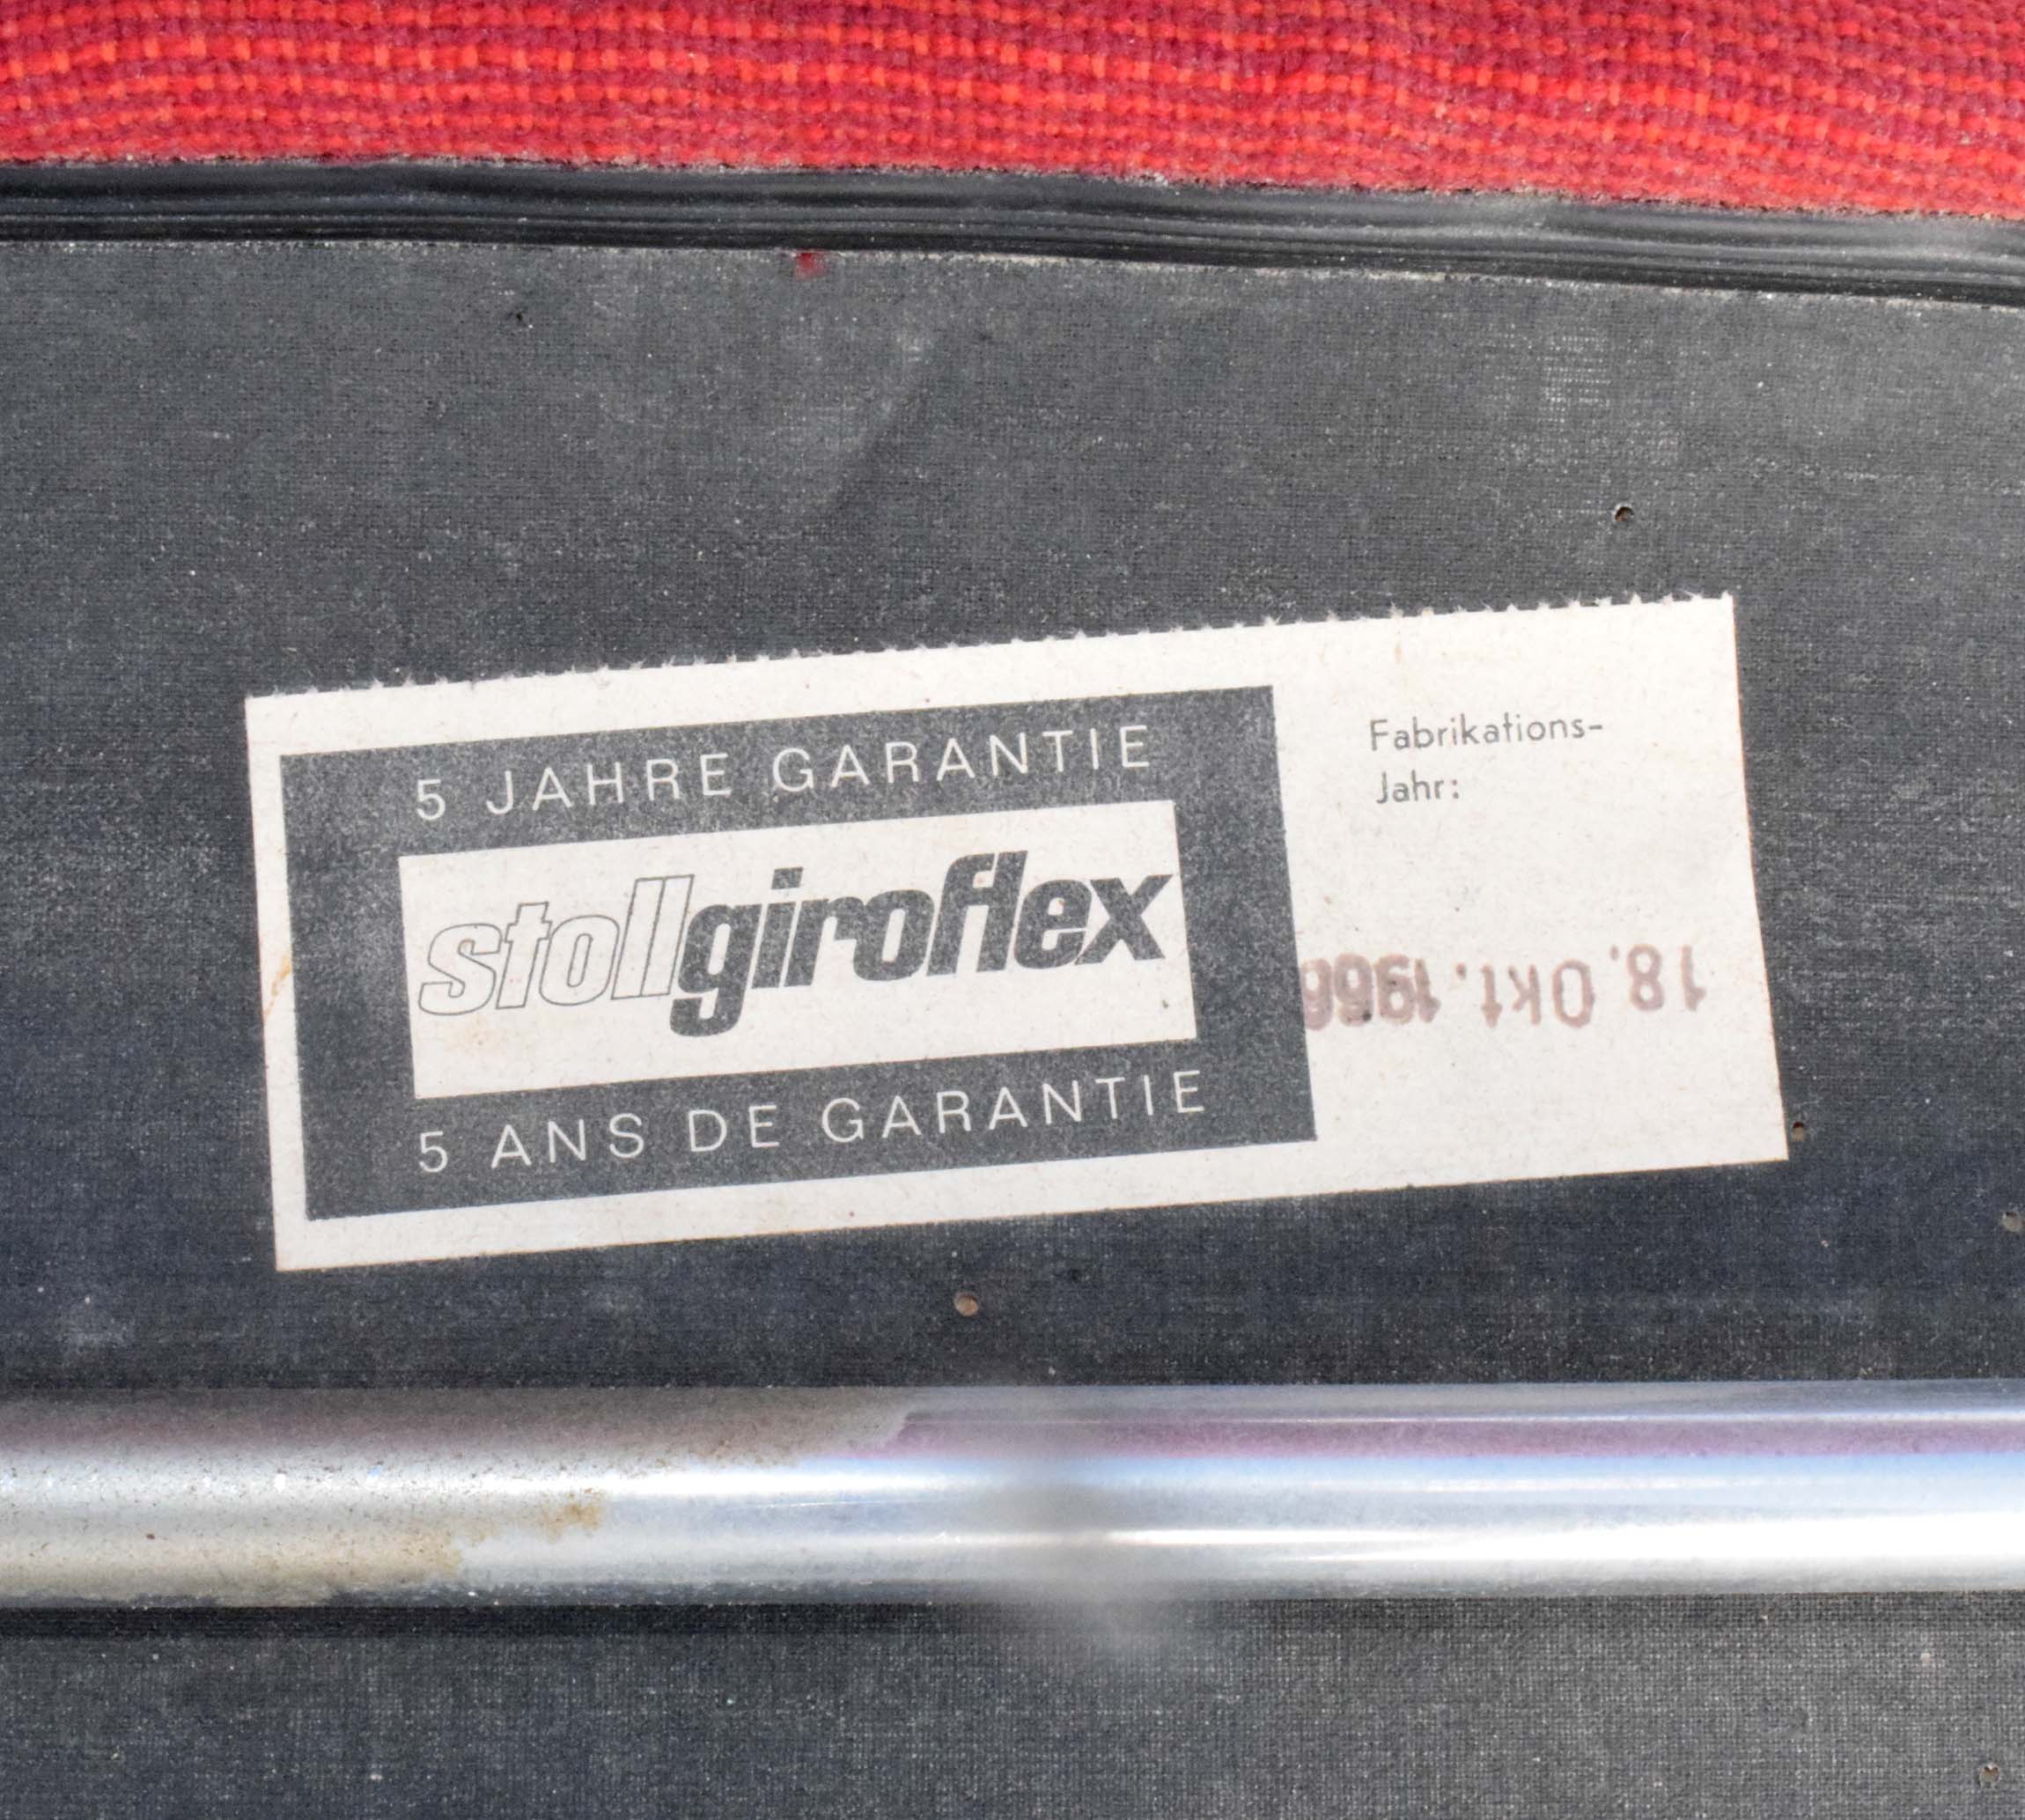 5 JAHRE GARANTIE
stollgiroflex
5 ANS DE GARANTIE
Fabrikations-
Jahr:
18. Okt.